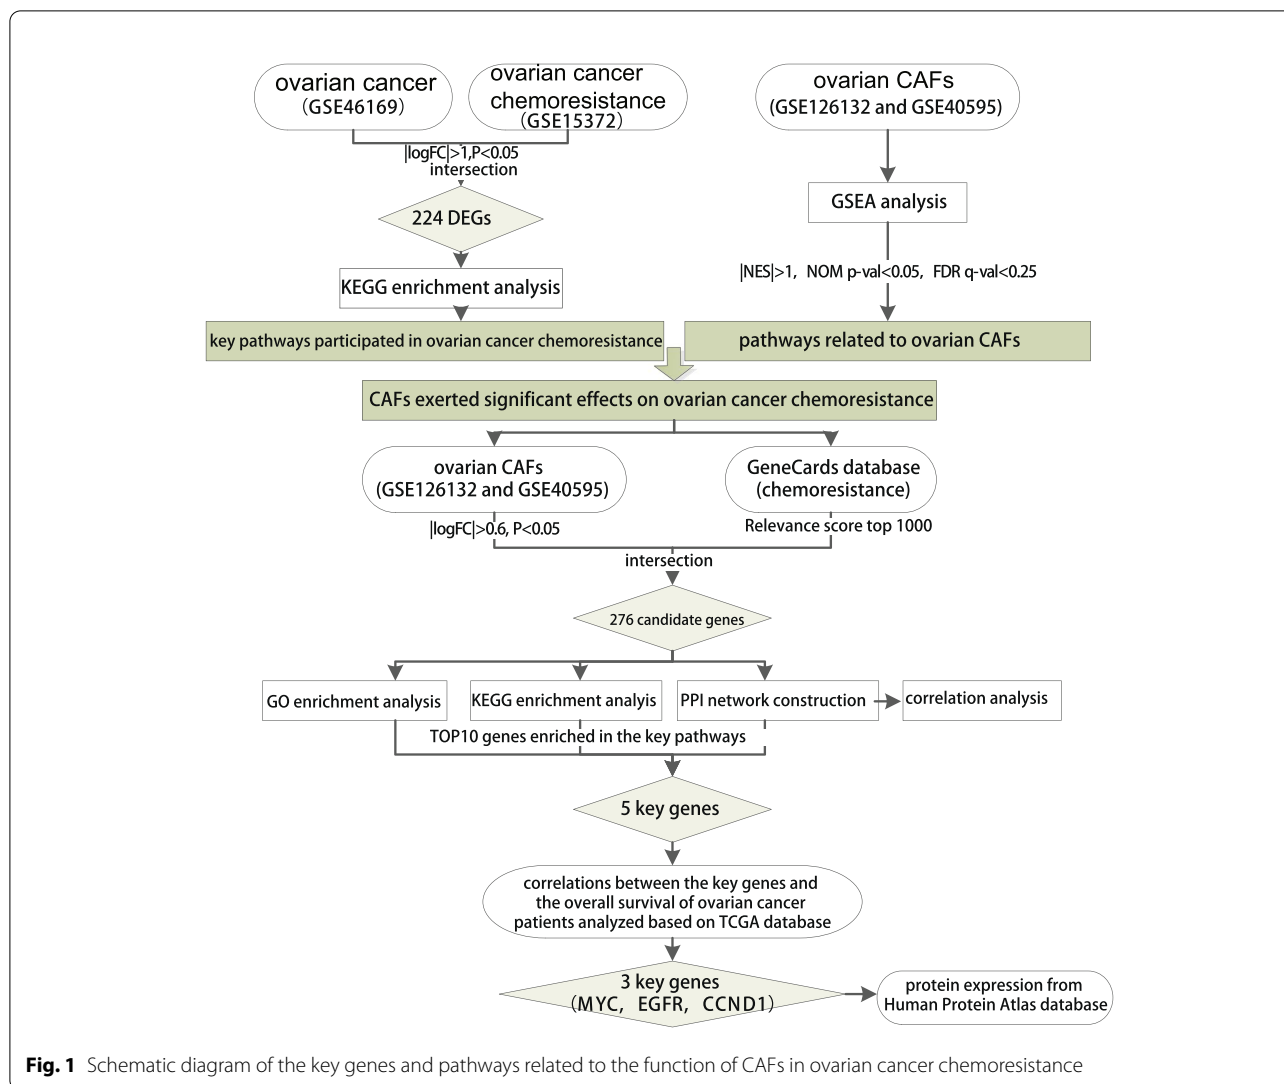 ovarian cancer
(GSE46169)
ovarian cancer
chemoresistance
(GSE15372)
ovarian CAFs
(GSE126132 and GSE40595)
|logFC|>1,P<0.05
intersection
GSEA analysis
224 DEGs
|NES|>1, NOM p-val<0.05, FDR q-val<0.25
KEGG enrichment analysis
key pathways participated in ovarian cancer chemoresistance
pathways related to ovarian CAFs
CAFs exerted significant effects on ovarian cancer chemoresistance
ovarian CAFs
(GSE126132 and GSE40595)
GeneCards database
(chemoresistance)
|logFC|>0.6, P<0.05
Relevance score top 1000
intersection
276 candidate genes
GO enrichment analysis
KEGG enrichment analyis
PPI network construction
correlation analysis
TOP10 genes enriched in the key pathways
5 key genes
correlations between the key genes and
the overall survival of ovarian cancer
patients analyzed based on TCGA database
3 key genes
(MYC, EGFR, CCND1)
protein expression from
Human Protein Atlas database
Fig. 1 Schematic diagram of the key genes and pathways related to the function of CAFs in ovarian cancer chemoresistance